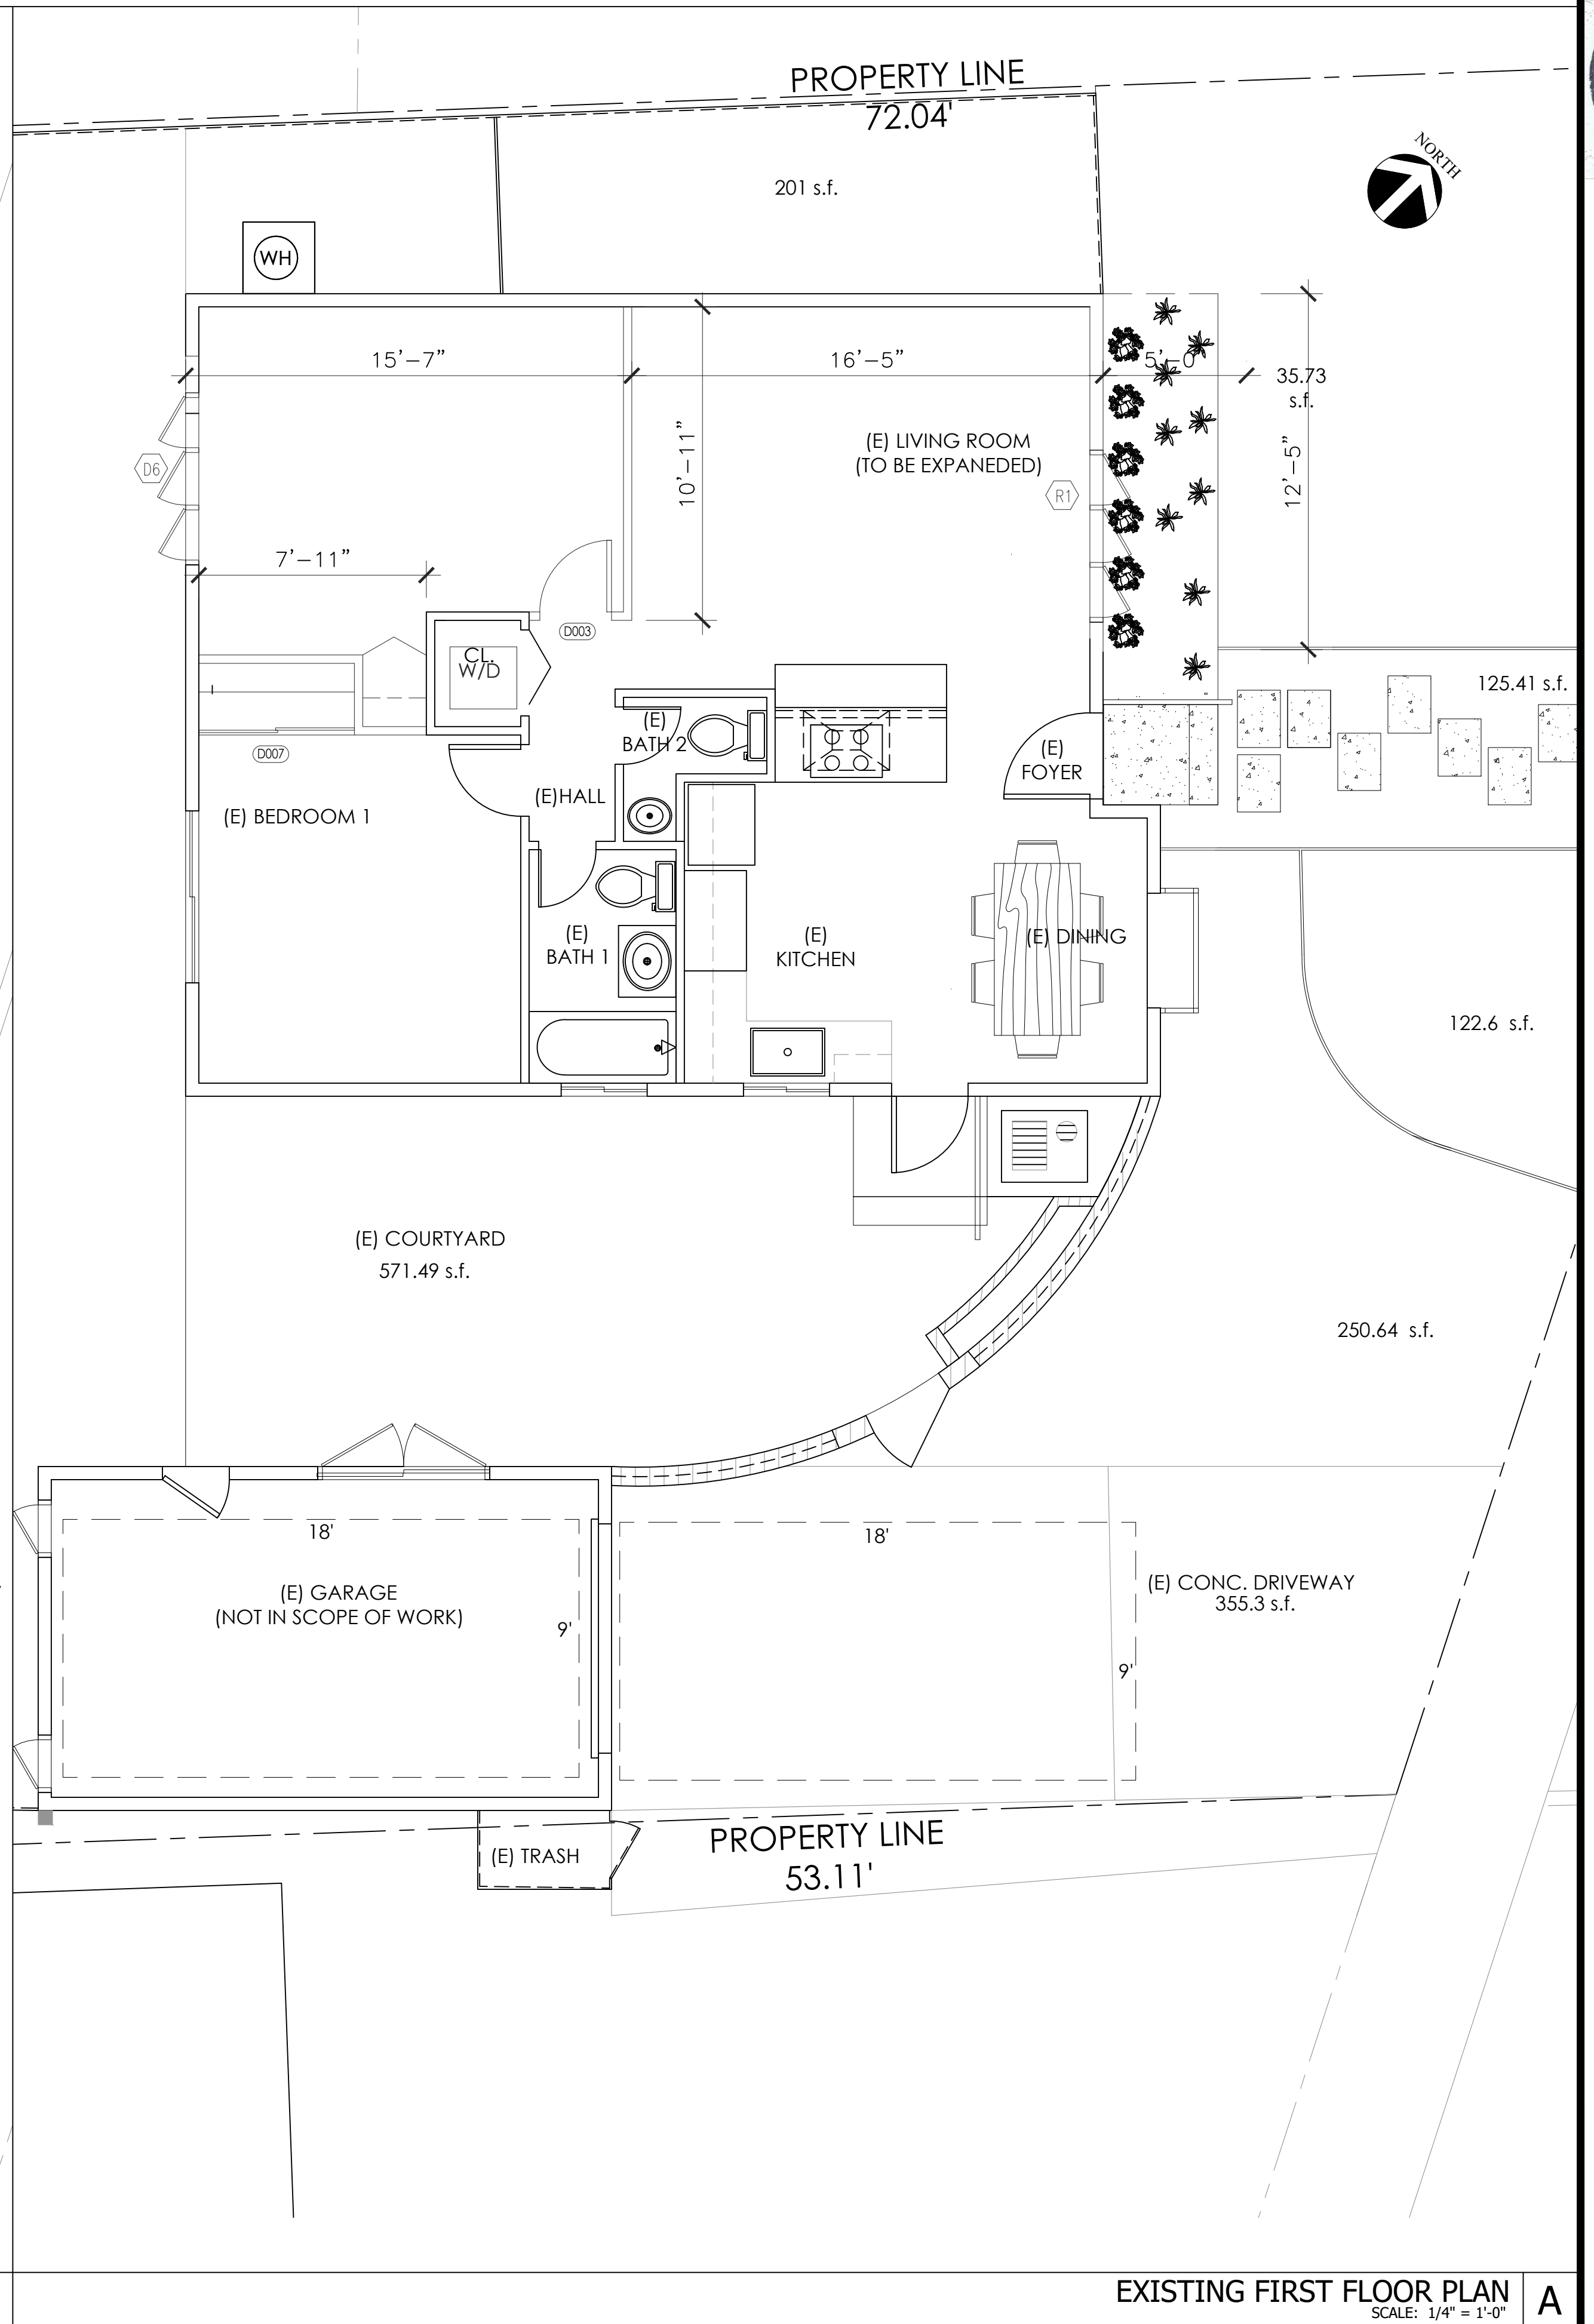 PROPERTY LINE
72.04'
NORTH
201 s.f.
WH
15'-7"
16'-5"
5'-0
35.73
s.f.
(E) LIVING ROOM
(TO BE EXPANEDED)
10'-11"
12'-5"
D6
R1
7'-11"
D003
CL.
W/D
125.41 s.f.
(E)
BATH 2
(E)
FOYER
D007
(E)HALL
(E) BEDROOM 1
(E)
BATH 1
(E)
KITCHEN
(E) DINING
122.6 s.f.
(E) COURTYARD
571.49 s.f.
250.64 s.f.
18'
18'
(E) GARAGE
(NOT IN SCOPE OF WORK)
9'
(E) CONC. DRIVEWAY
355.3 s.f.
9'
(E) TRASH
PROPERTY LINE
53.11'
EXISTING FIRST FLOOR PLAN
SCALE: 1/4" = 1'-0"
A